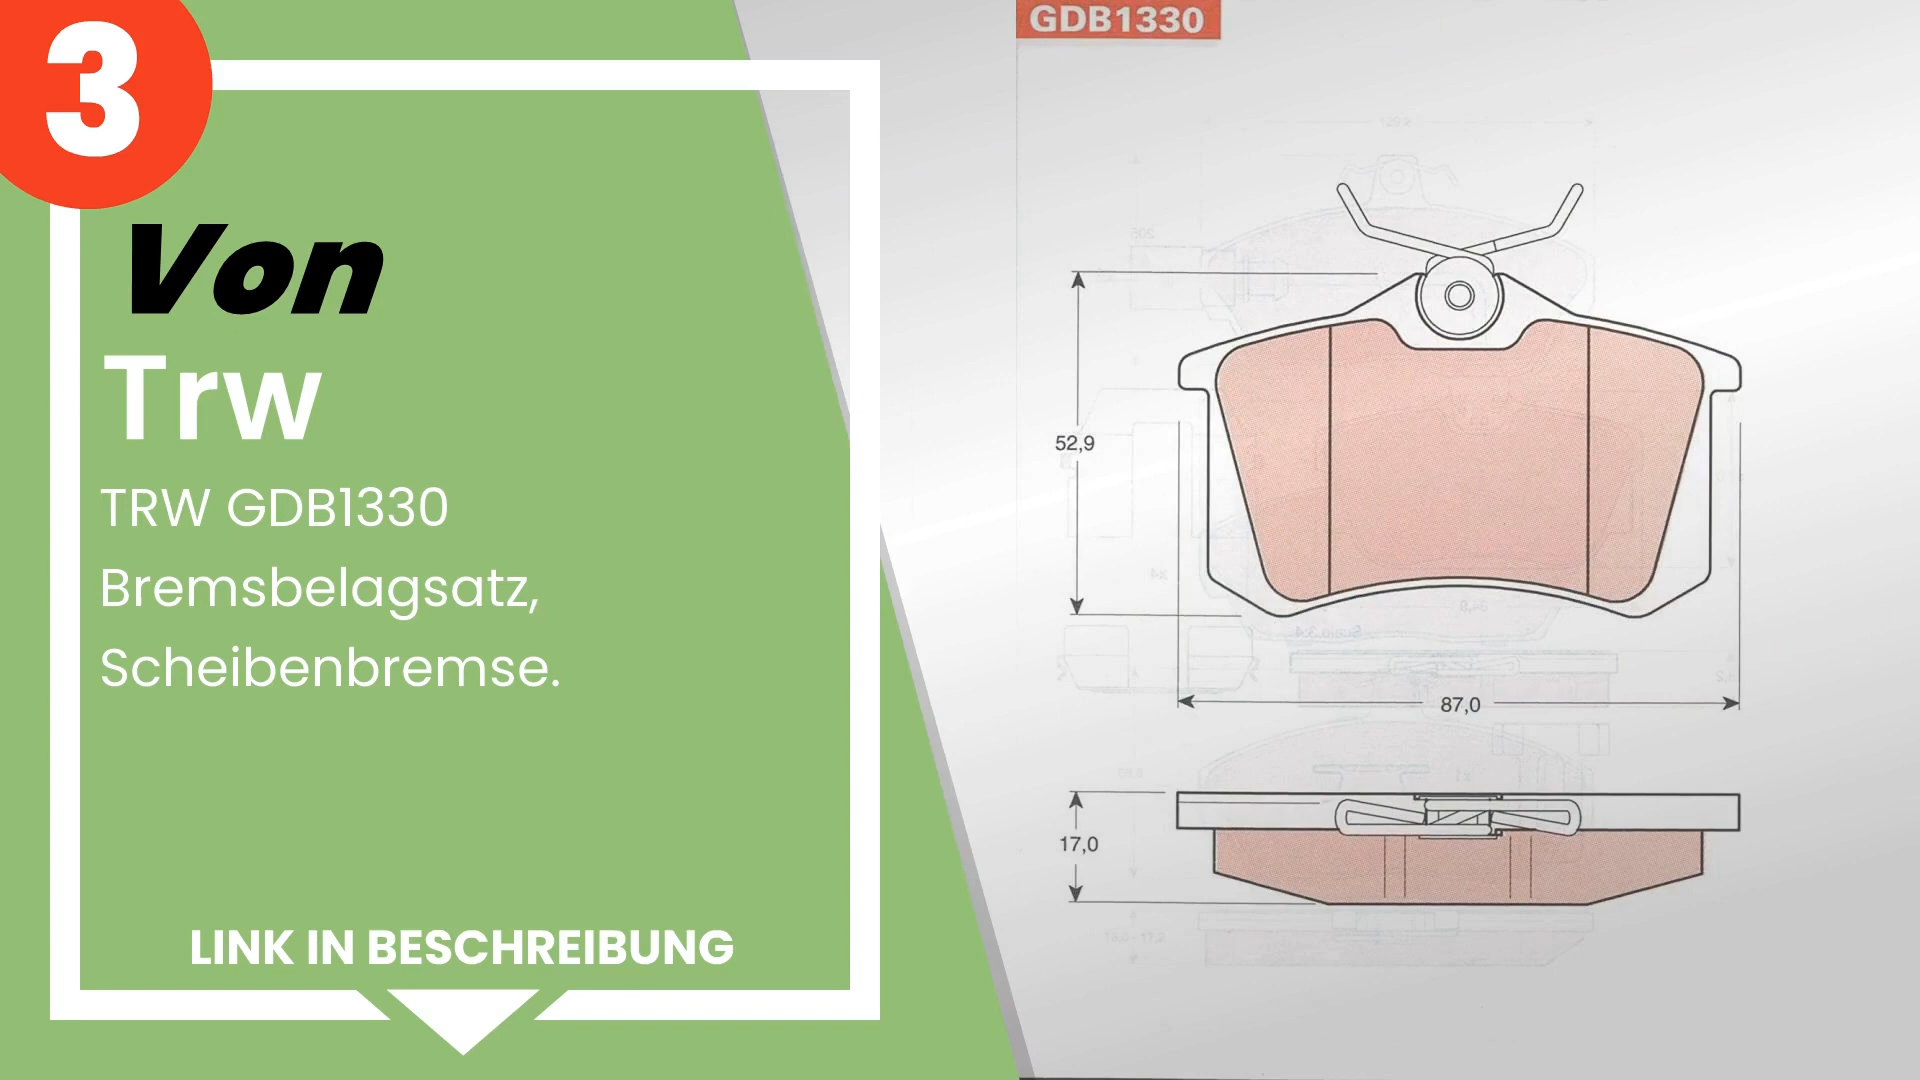 3
GDB1330
Von
Trw
TRW GDB1330
Bremsbelagsatz,
Scheibenbremse.
LINK IN BESCHREIBUNG
52,9
87,0
17,0